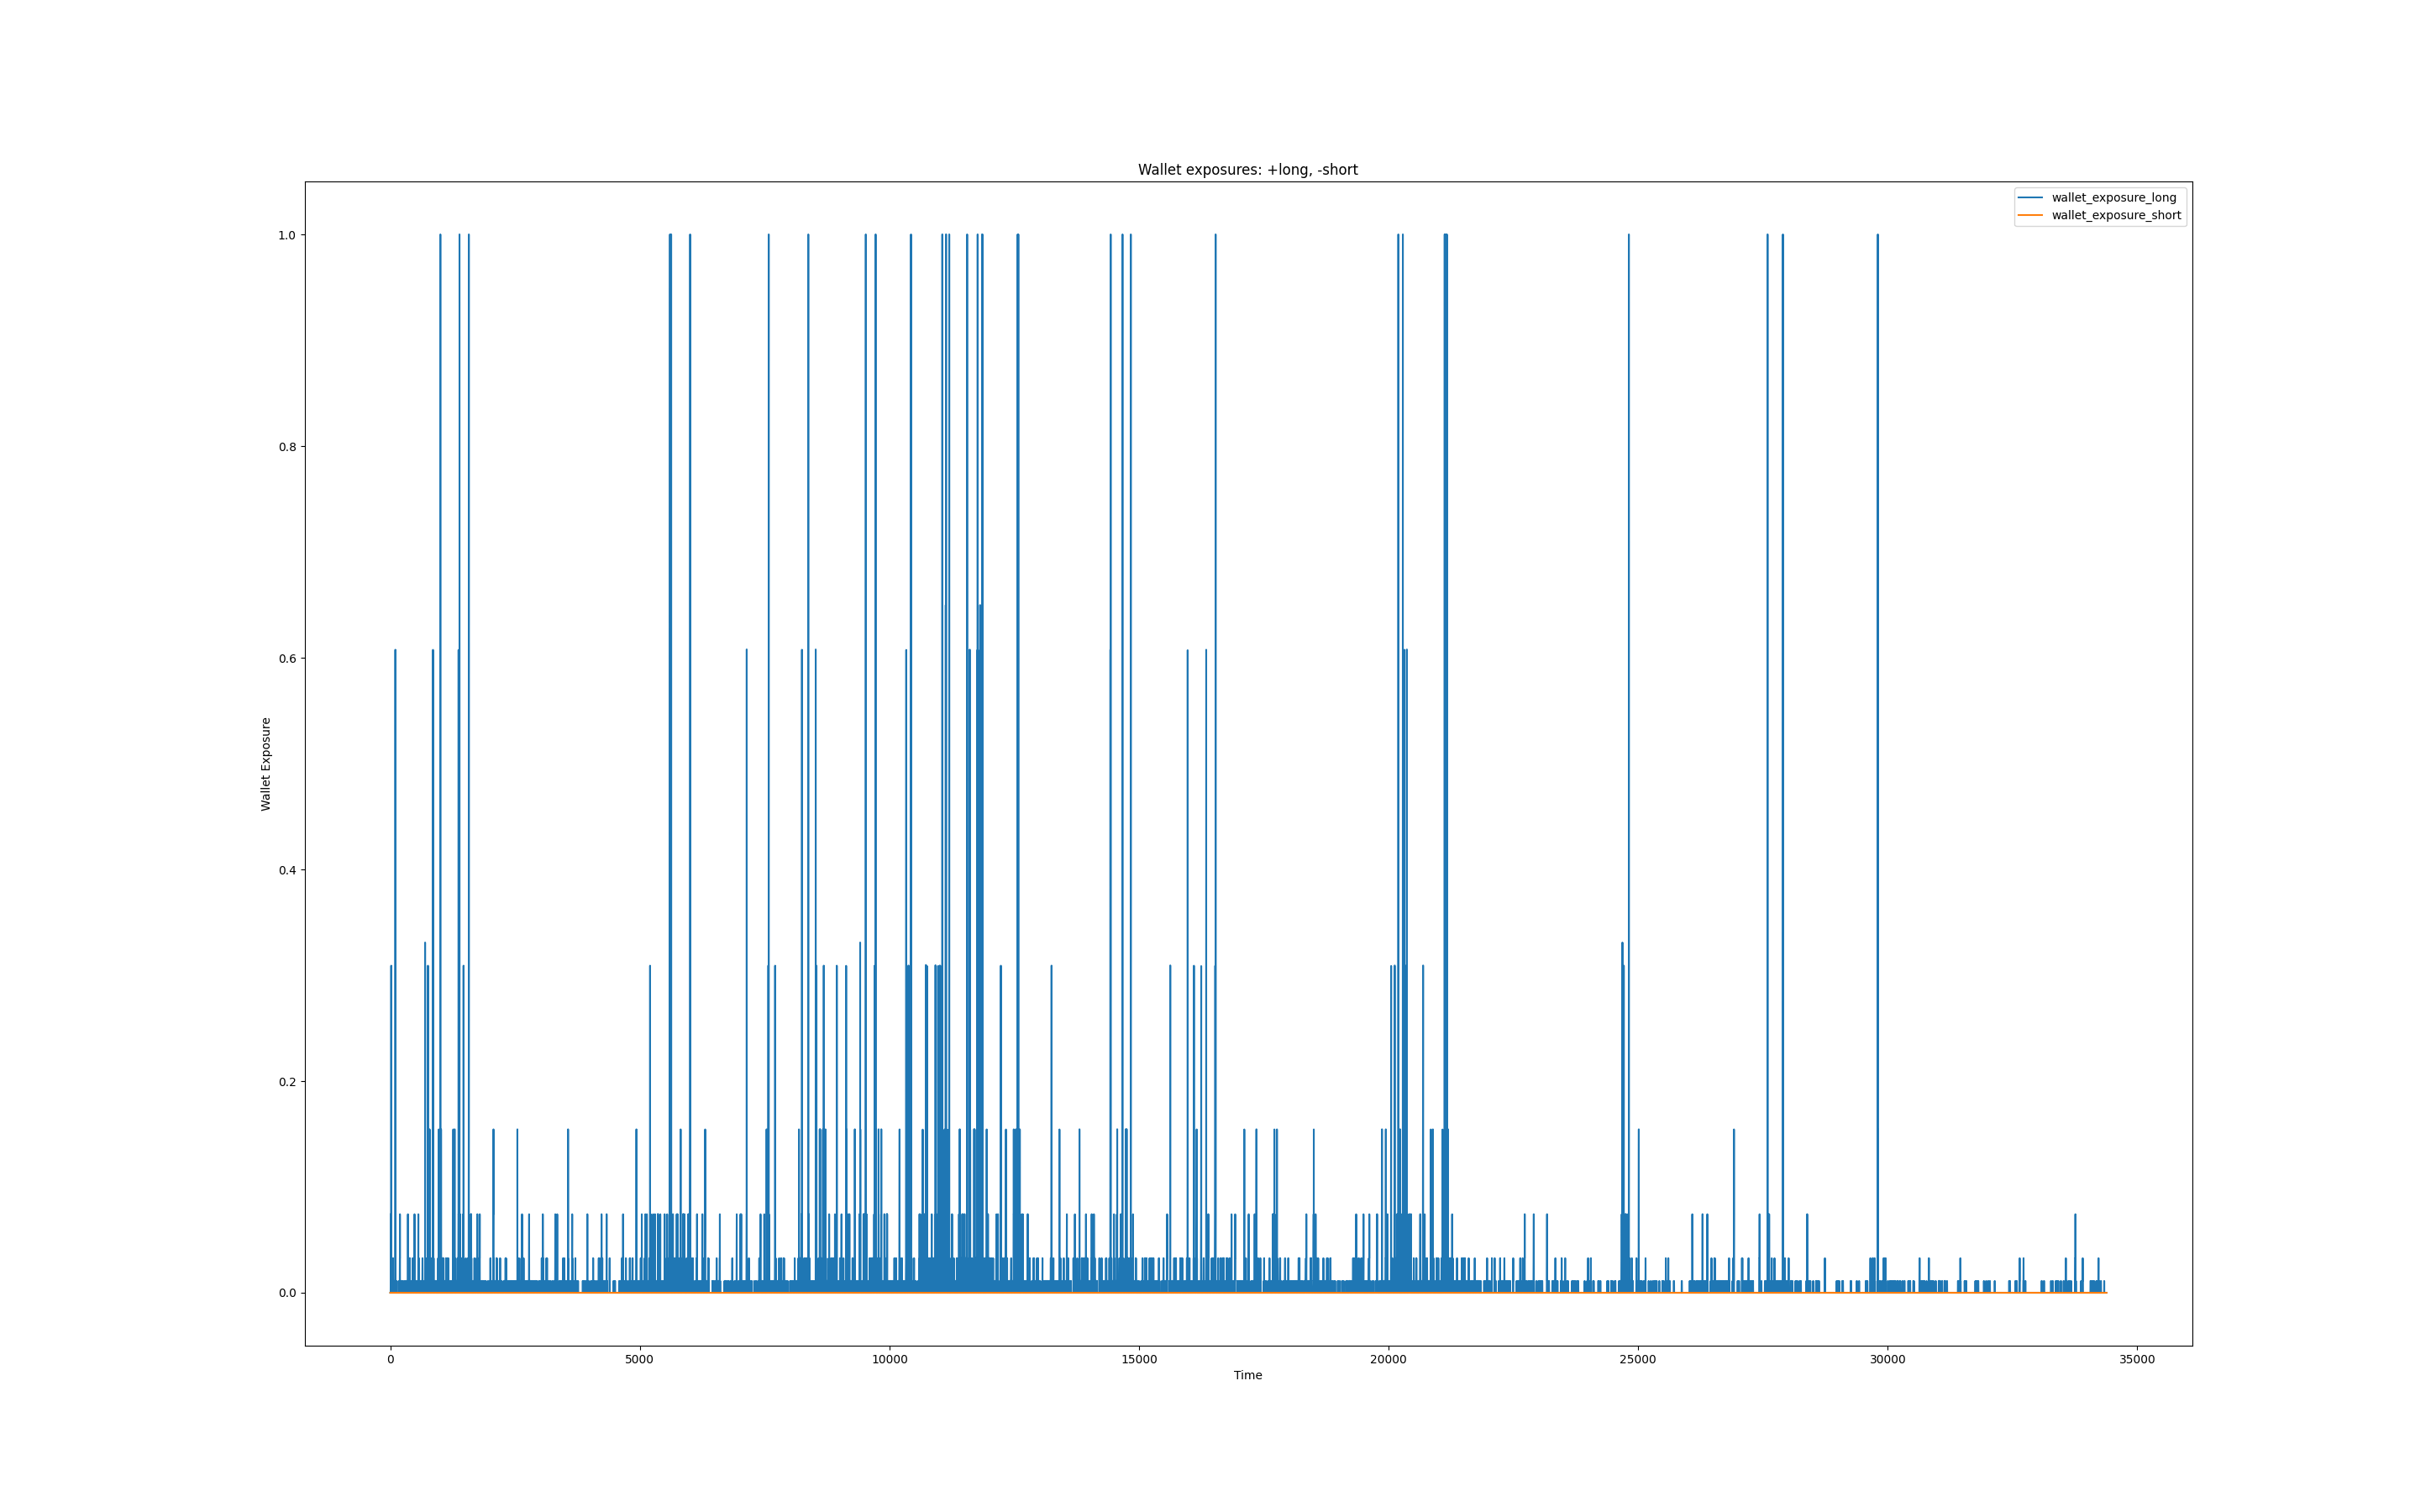 Wallet exposures: +long, -short
wallet_exposure_long
wallet_exposure_short
1.0
0.8
0.6
0.4
0.2
0.0
Wallet Exposure
0 5000 10000 15000 20000 25000 30000 35000
Time